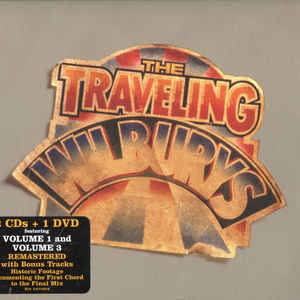 THE
TRAVELING
WILBURYS
2 CDs + 1 DVD
featuring
VOLUME 1 and
VOLUME 3
REMASTERED
with Bonus Tracks
Historic Footage
Documenting the First Chord
to the Final Mix